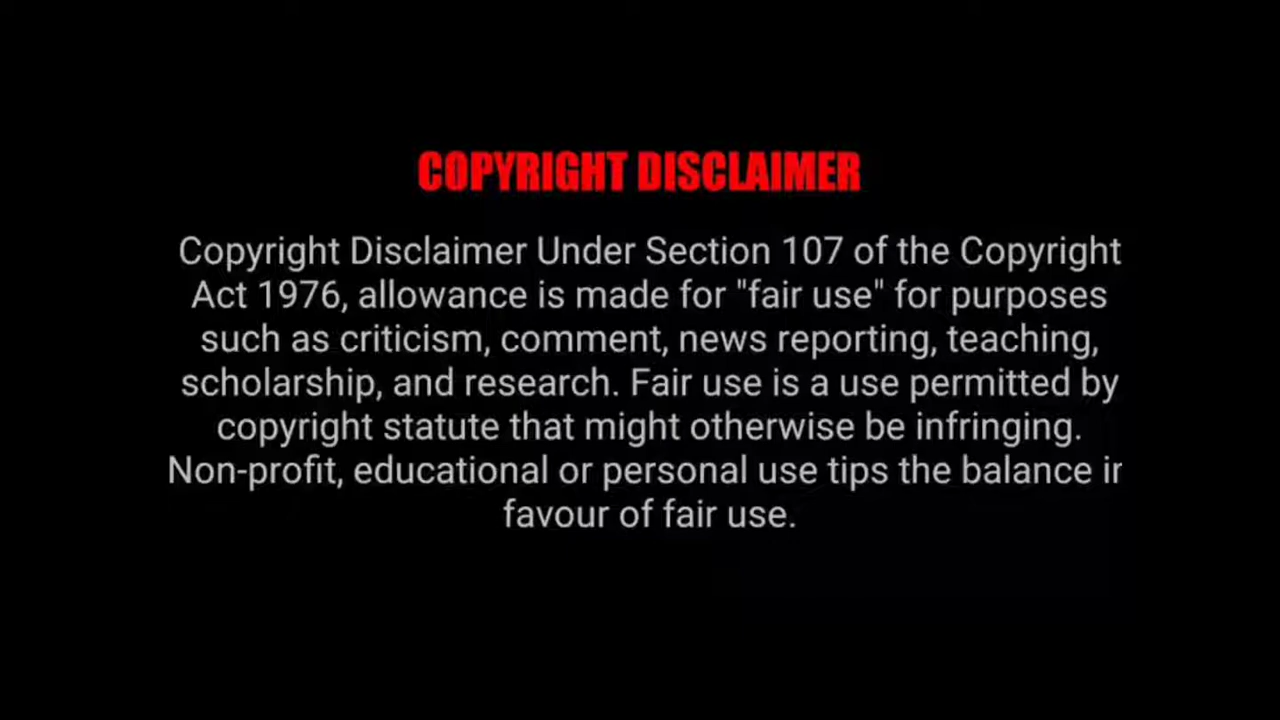 COPYRIGHT DISCLAIMER
Copyright Disclaimer Under Section 107 of the Copyright
Act 1976, allowance is made for "fair use" for purposes
such as criticism, comment, news reporting, teaching,
scholarship, and research. Fair use is a use permitted by
copyright statute that might otherwise be infringing.
Non-profit, educational or personal use tips the balance in
favour of fair use.